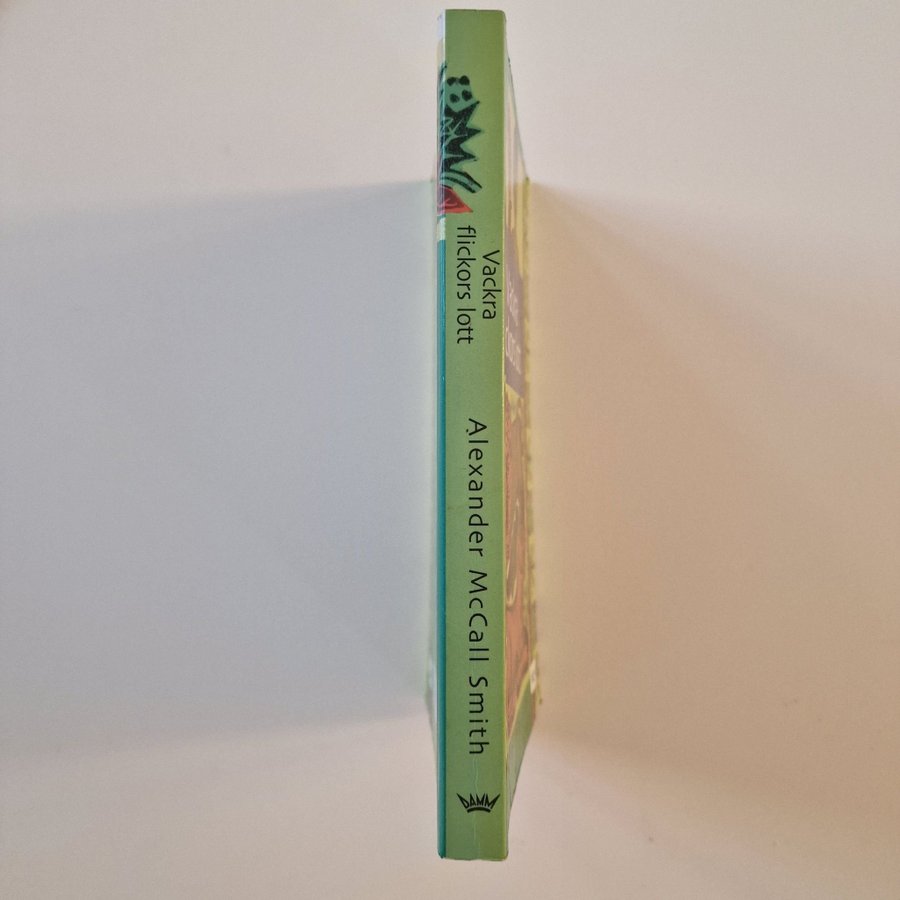 Vackra
flickors lott
Alexander McCall Smith
DAMM